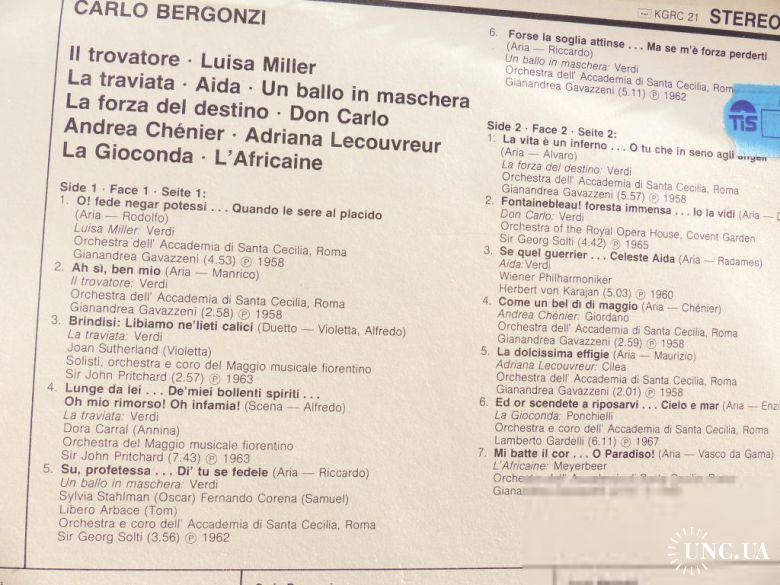 CARLO BERGONZI
KGRC 21 STEREO
Il trovatore · Luisa Miller
La traviata · Aida · Un ballo in maschera
La forza del destino · Don Carlo
Andrea Chénier · Adriana Lecouvreur
La Gioconda · L'Africaine
Side 1 · Face 1 · Seite 1:
1. O! fede negar potessi . . . Quando le sere al placido
(Aria — Rodolfo)
Luisa Miller: Verdi
Orchestra dell' Accademia di Santa Cecilia, Roma
Gianandrea Gavazzeni (4.53) ℗ 1958
2. Ah sì, ben mio (Aria — Manrico)
Il trovatore: Verdi
Orchestra dell' Accademia di Santa Cecilia, Roma
Gianandrea Gavazzeni (2.58) ℗ 1958
3. Brindisi: Libiamo ne'lieti calici (Duetto — Violetta, Alfredo)
La traviata: Verdi
Joan Sutherland (Violetta)
Solisti, orchestra e coro del Maggio musicale fiorentino
Sir John Pritchard (2.57) ℗ 1963
4. Lunge da lei . . . De'miei bollenti spiriti . . .
Oh mio rimorso! Oh infamia! (Scena — Alfredo)
La traviata: Verdi
Dora Carral (Annina)
Orchestra del Maggio musicale fiorentino
Sir John Pritchard (7.43) ℗ 1963
5. Su, profetessa . . . Di' tu se fedele (Aria — Riccardo)
Un ballo in maschera: Verdi
Sylvia Stahlman (Oscar) Fernando Corena (Samuel)
Libero Arbace (Tom)
Orchestra e coro dell' Accademia di Santa Cecilia, Roma
Sir Georg Solti (3.56) ℗ 1962
6. Forse la soglia attinse . . . Ma se m'è forza perderti
(Aria — Riccardo)
Un ballo in maschera: Verdi
Orchestra dell' Accademia di Santa Cecilia, Rom
Gianandrea Gavazzeni (5.11) ℗ 1962
TIS
Side 2 · Face 2 · Seite 2:
1. La vita è un inferno . . . O tu che in seno agli angeli
(Aria — Alvaro)
La forza del destino: Verdi
Orchestra dell' Accademia di Santa Cecilia, Roma
Gianandrea Gavazzeni (5.57) ℗ 1958
2. Fontainebleau! foresta immensa . . . Io la vidi (Aria — D
Don Carlo: Verdi
Orchestra of the Royal Opera House, Covent Garden
Sir Georg Solti (4.42) ℗ 1965
3. Se quel guerrier . . . Celeste Aida (Aria — Radames)
Aida: Verdi
Wiener Philharmoniker
Herbert von Karajan (5.03) ℗ 1960
4. Come un bel dì di maggio (Aria — Chénier)
Andrea Chénier: Giordano
Orchestra dell' Accademia di Santa Cecilia, Roma
Gianandrea Gavazzeni (2.59) ℗ 1958
5. La dolcissima effigie (Aria — Maurizio)
Adriana Lecouvreur: Cilea
Orchestra dell' Accademia di Santa Cecilia, Roma
Gianandrea Gavazzeni (2.01) ℗ 1958
6. Ed or scendete a riposarvi . . . Cielo e mar (Aria — Enzo
La Gioconda: Ponchielli
Orchestra e coro dell' Accademia di Santa Cecilia, Roma
Lamberto Gardelli (6.11) ℗ 1967
7. Mi batte il cor . . . O Paradiso! (Aria — Vasco da Gama)
L'Africaine: Meyerbeer
UNC.UA